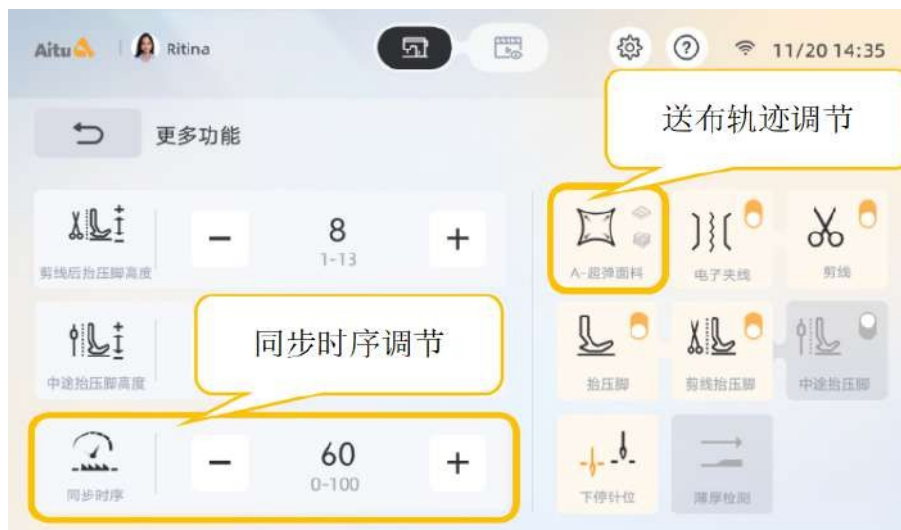 Aitu
Ritina
11/20 14:35
更多功能
送布轨迹调节
剪线后抬压脚高度
8
1-13
A-超弹面料
电子夹线
剪线
中途抬压脚高度
同步时序调节
抬压脚
剪线抬压脚
中途抬压脚
同步时序
60
0-100
下停针位
薄厚检测